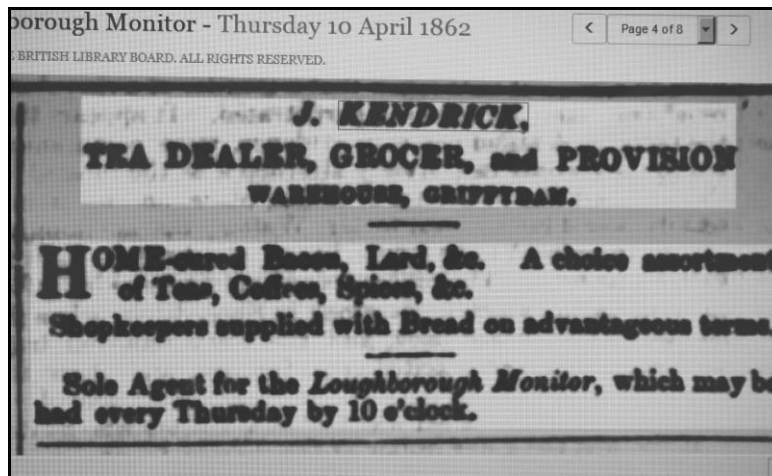 borough Monitor - Thursday 10 April 1862
Page 4 of 8
BRITISH LIBRARY BOARD. ALL RIGHTS RESERVED.
J. KENDRICK,
TEA DEALER, GROCER, and PROVISION
WAREHOUSE, GRIFFYDAM.
HOME-cured Bacon, Lard, &c. A choice assortment
of Teas, Coffees, Spices, &c.
Shopkeepers supplied with Bread on advantageous terms.
Sole Agent for the Loughborough Monitor, which may be
had every Thursday by 10 o'clock.